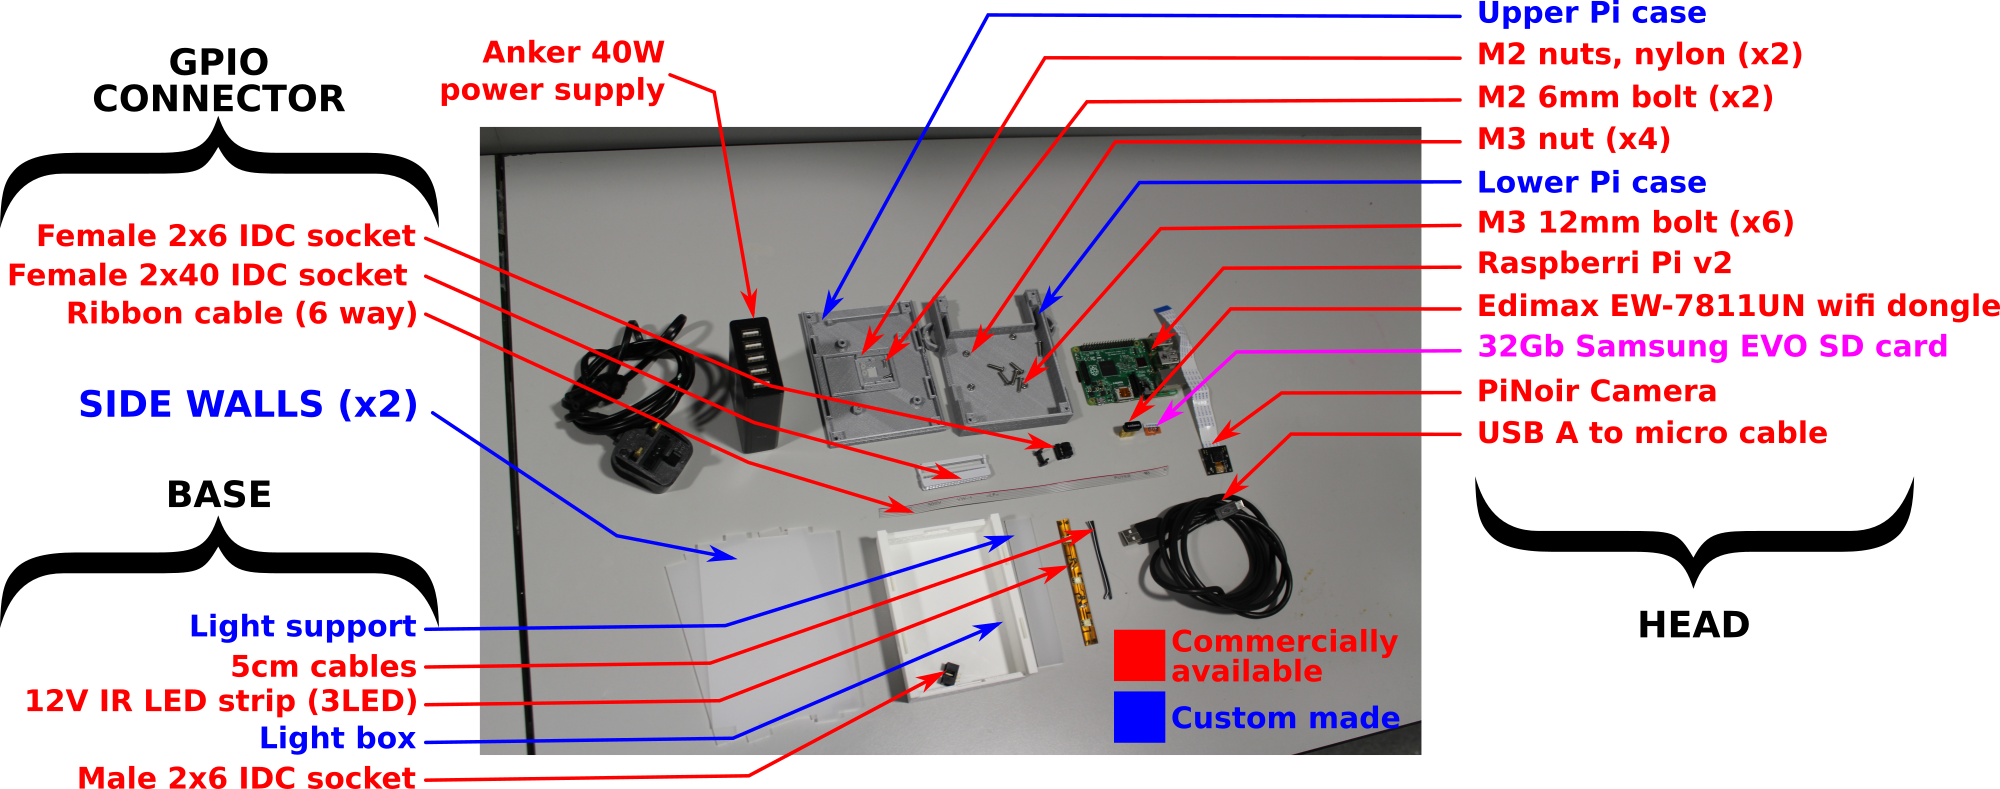 GPIO
CONNECTOR
Female 2x6 IDC socket
Female 2x40 IDC socket
Ribbon cable (6 way)
SIDE WALLS (x2)
BASE
Light support
5cm cables
12V IR LED strip (3LED)
Light box
Male 2x6 IDC socket
Anker 40W
power supply
Upper Pi case
M2 nuts, nylon (x2)
M2 6mm bolt (x2)
M3 nut (x4)
Lower Pi case
M3 12mm bolt (x6)
Raspberri Pi v2
Edimax EW-7811UN wifi dongle
32Gb Samsung EVO SD card
PiNoir Camera
USB A to micro cable
HEAD
Commercially
available
Custom made